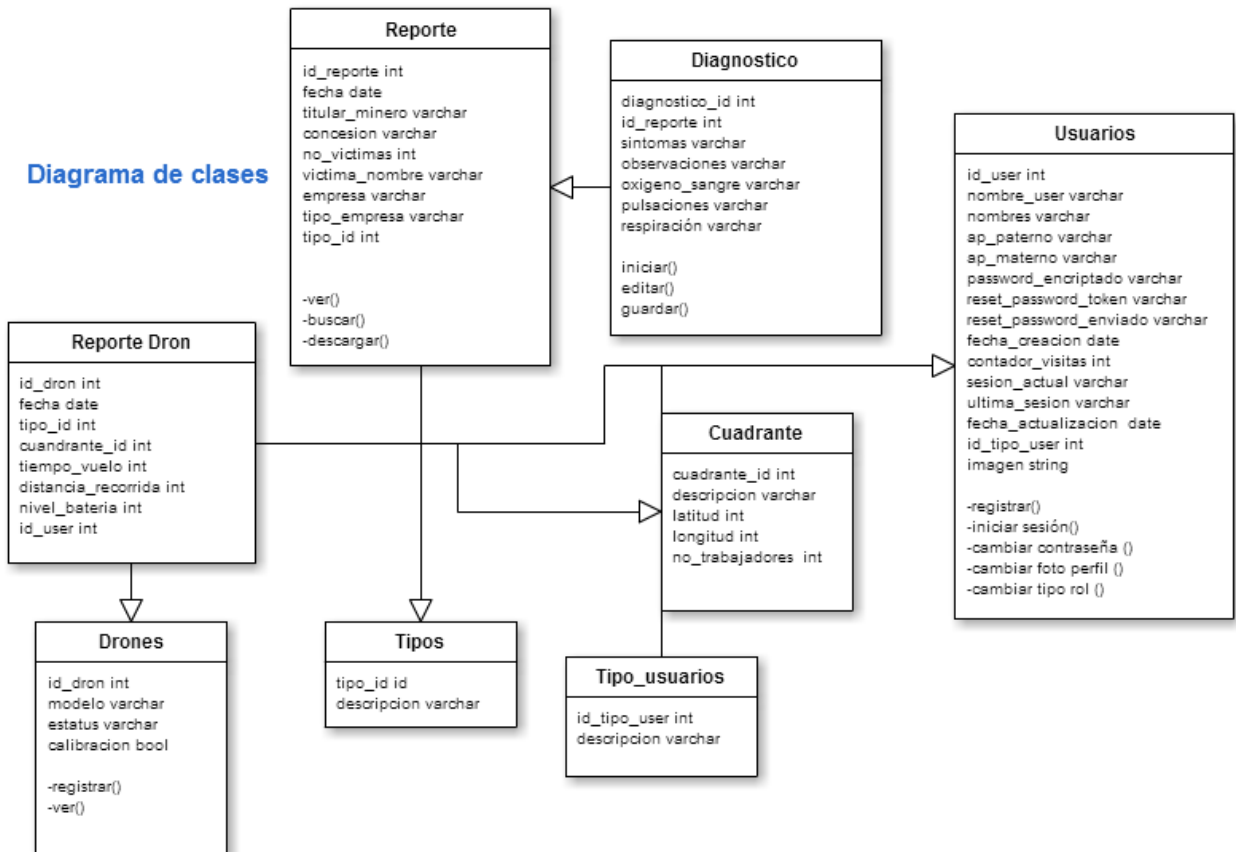 Diagrama de clases
Reporte
id_reporte int
fecha date
titular_minero varchar
concesion varchar
no_victimas int
victima_nombre varchar
empresa varchar
tipo_empresa varchar
tipo_id int
-ver()
-buscar()
-descargar()
Diagnostico
diagnostico_id int
id_reporte int
sintomas varchar
observaciones varchar
oxigeno_sangre varchar
pulsaciones varchar
respiración varchar
iniciar()
editar()
guardar()
Usuarios
id_user int
nombre_user varchar
nombres varchar
ap_paterno varchar
ap_materno varchar
password_encriptado varchar
reset_password_token varchar
reset_password_enviado varchar
fecha_creacion date
contador_visitas int
sesion_actual varchar
ultima_sesion varchar
fecha_actualizacion date
id_tipo_user int
imagen string
-registrar()
-iniciar sesión()
-cambiar contraseña ()
-cambiar foto perfil ()
-cambiar tipo rol ()
Reporte Dron
id_dron int
fecha date
tipo_id int
cuandrante_id int
tiempo_vuelo int
distancia_recorrida int
nivel_bateria int
id_user int
Cuadrante
cuadrante_id int
descripcion varchar
latitud int
longitud int
no_trabajadores int
Drones
id_dron int
modelo varchar
estatus varchar
calibracion bool
-registrar()
-ver()
Tipos
tipo_id id
descripcion varchar
Tipo_usuarios
id_tipo_user int
descripcion varchar